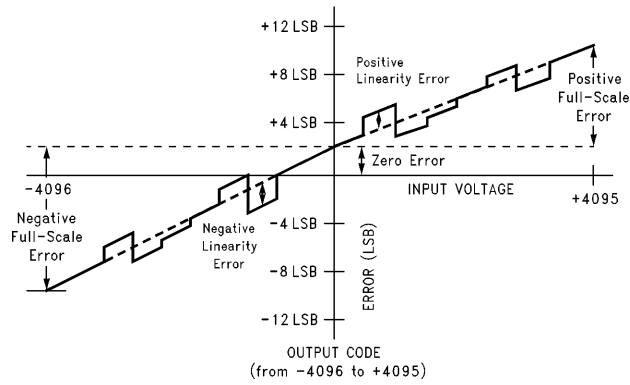 +12 LSB
Positive
Linearity Error
+8 LSB
Positive
Full-Scale
Error
+4 LSB
Zero Error
-4096
INPUT VOLTAGE
+4095
Negative
Full-Scale
Error
Negative
Linearity
Error
-4 LSB
-8 LSB
-12 LSB
ERROR (LSB)
OUTPUT CODE
(from -4096 to +4095)